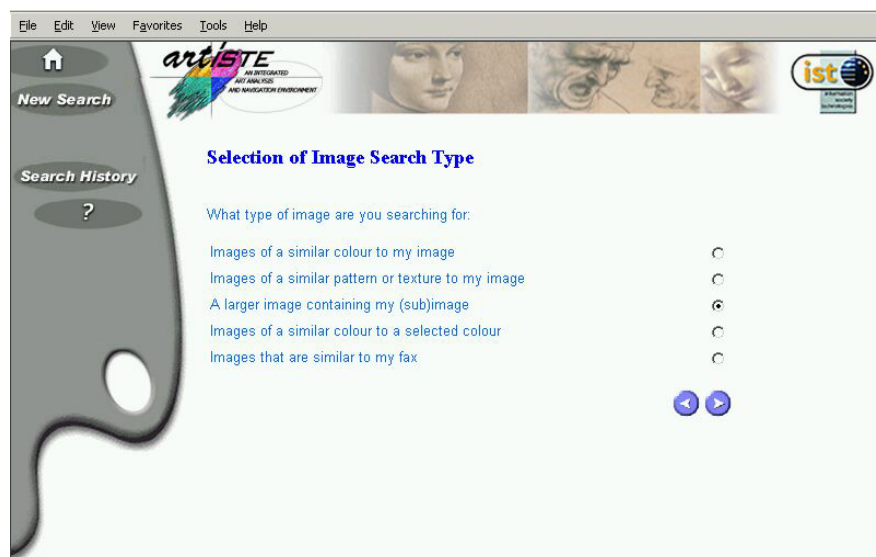 File Edit View Favorites Tools Help
New Search
Search History
?
artiste
AN INTEGRATED
ART ANALYSIS
AND NAVIGATION ENVIRONMENT
ist
information
society
technologies
Selection of Image Search Type
What type of image are you searching for:
Images of a similar colour to my image
Images of a similar pattern or texture to my image
A larger image containing my (sub)image
Images of a similar colour to a selected colour
Images that are similar to my fax